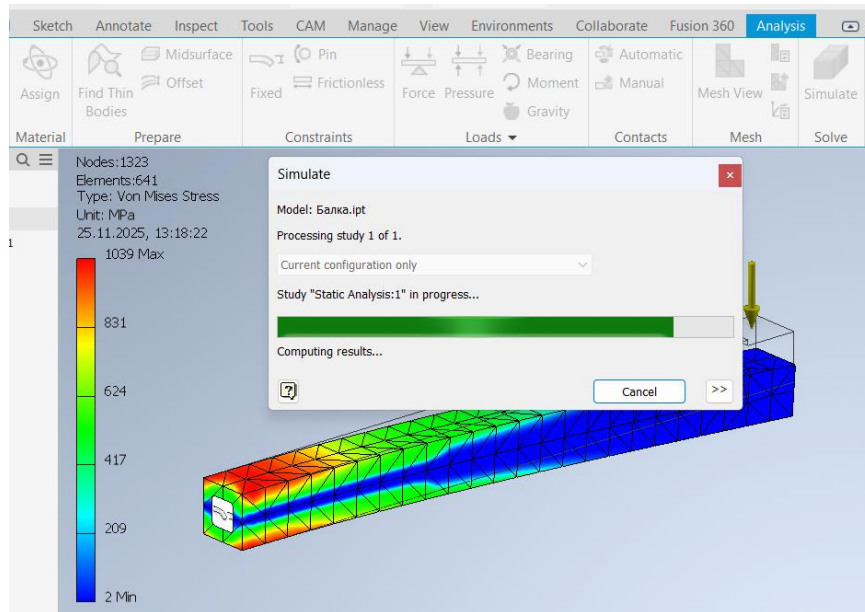 Sketch Annotate Inspect Tools CAM Manage View Environments Collaborate Fusion 360 Analysis
Midsurface
Offset
Pin
Frictionless
Bearing
Moment
Gravity
Automatic
Manual
Assign
Find Thin
Bodies
Fixed
Force
Pressure
Mesh View
Simulate
Material Prepare Constraints Loads Contacts Mesh Solve
Nodes:1323
Elements:641
Type: Von Mises Stress
Unit: MPa
25.11.2025, 13:18:22
1
1039 Max
831
624
417
209
2 Min
Simulate
Model: Балка.ipt
Processing study 1 of 1.
Current configuration only
Study "Static Analysis:1" in progress...
Computing results...
?
Cancel
>>